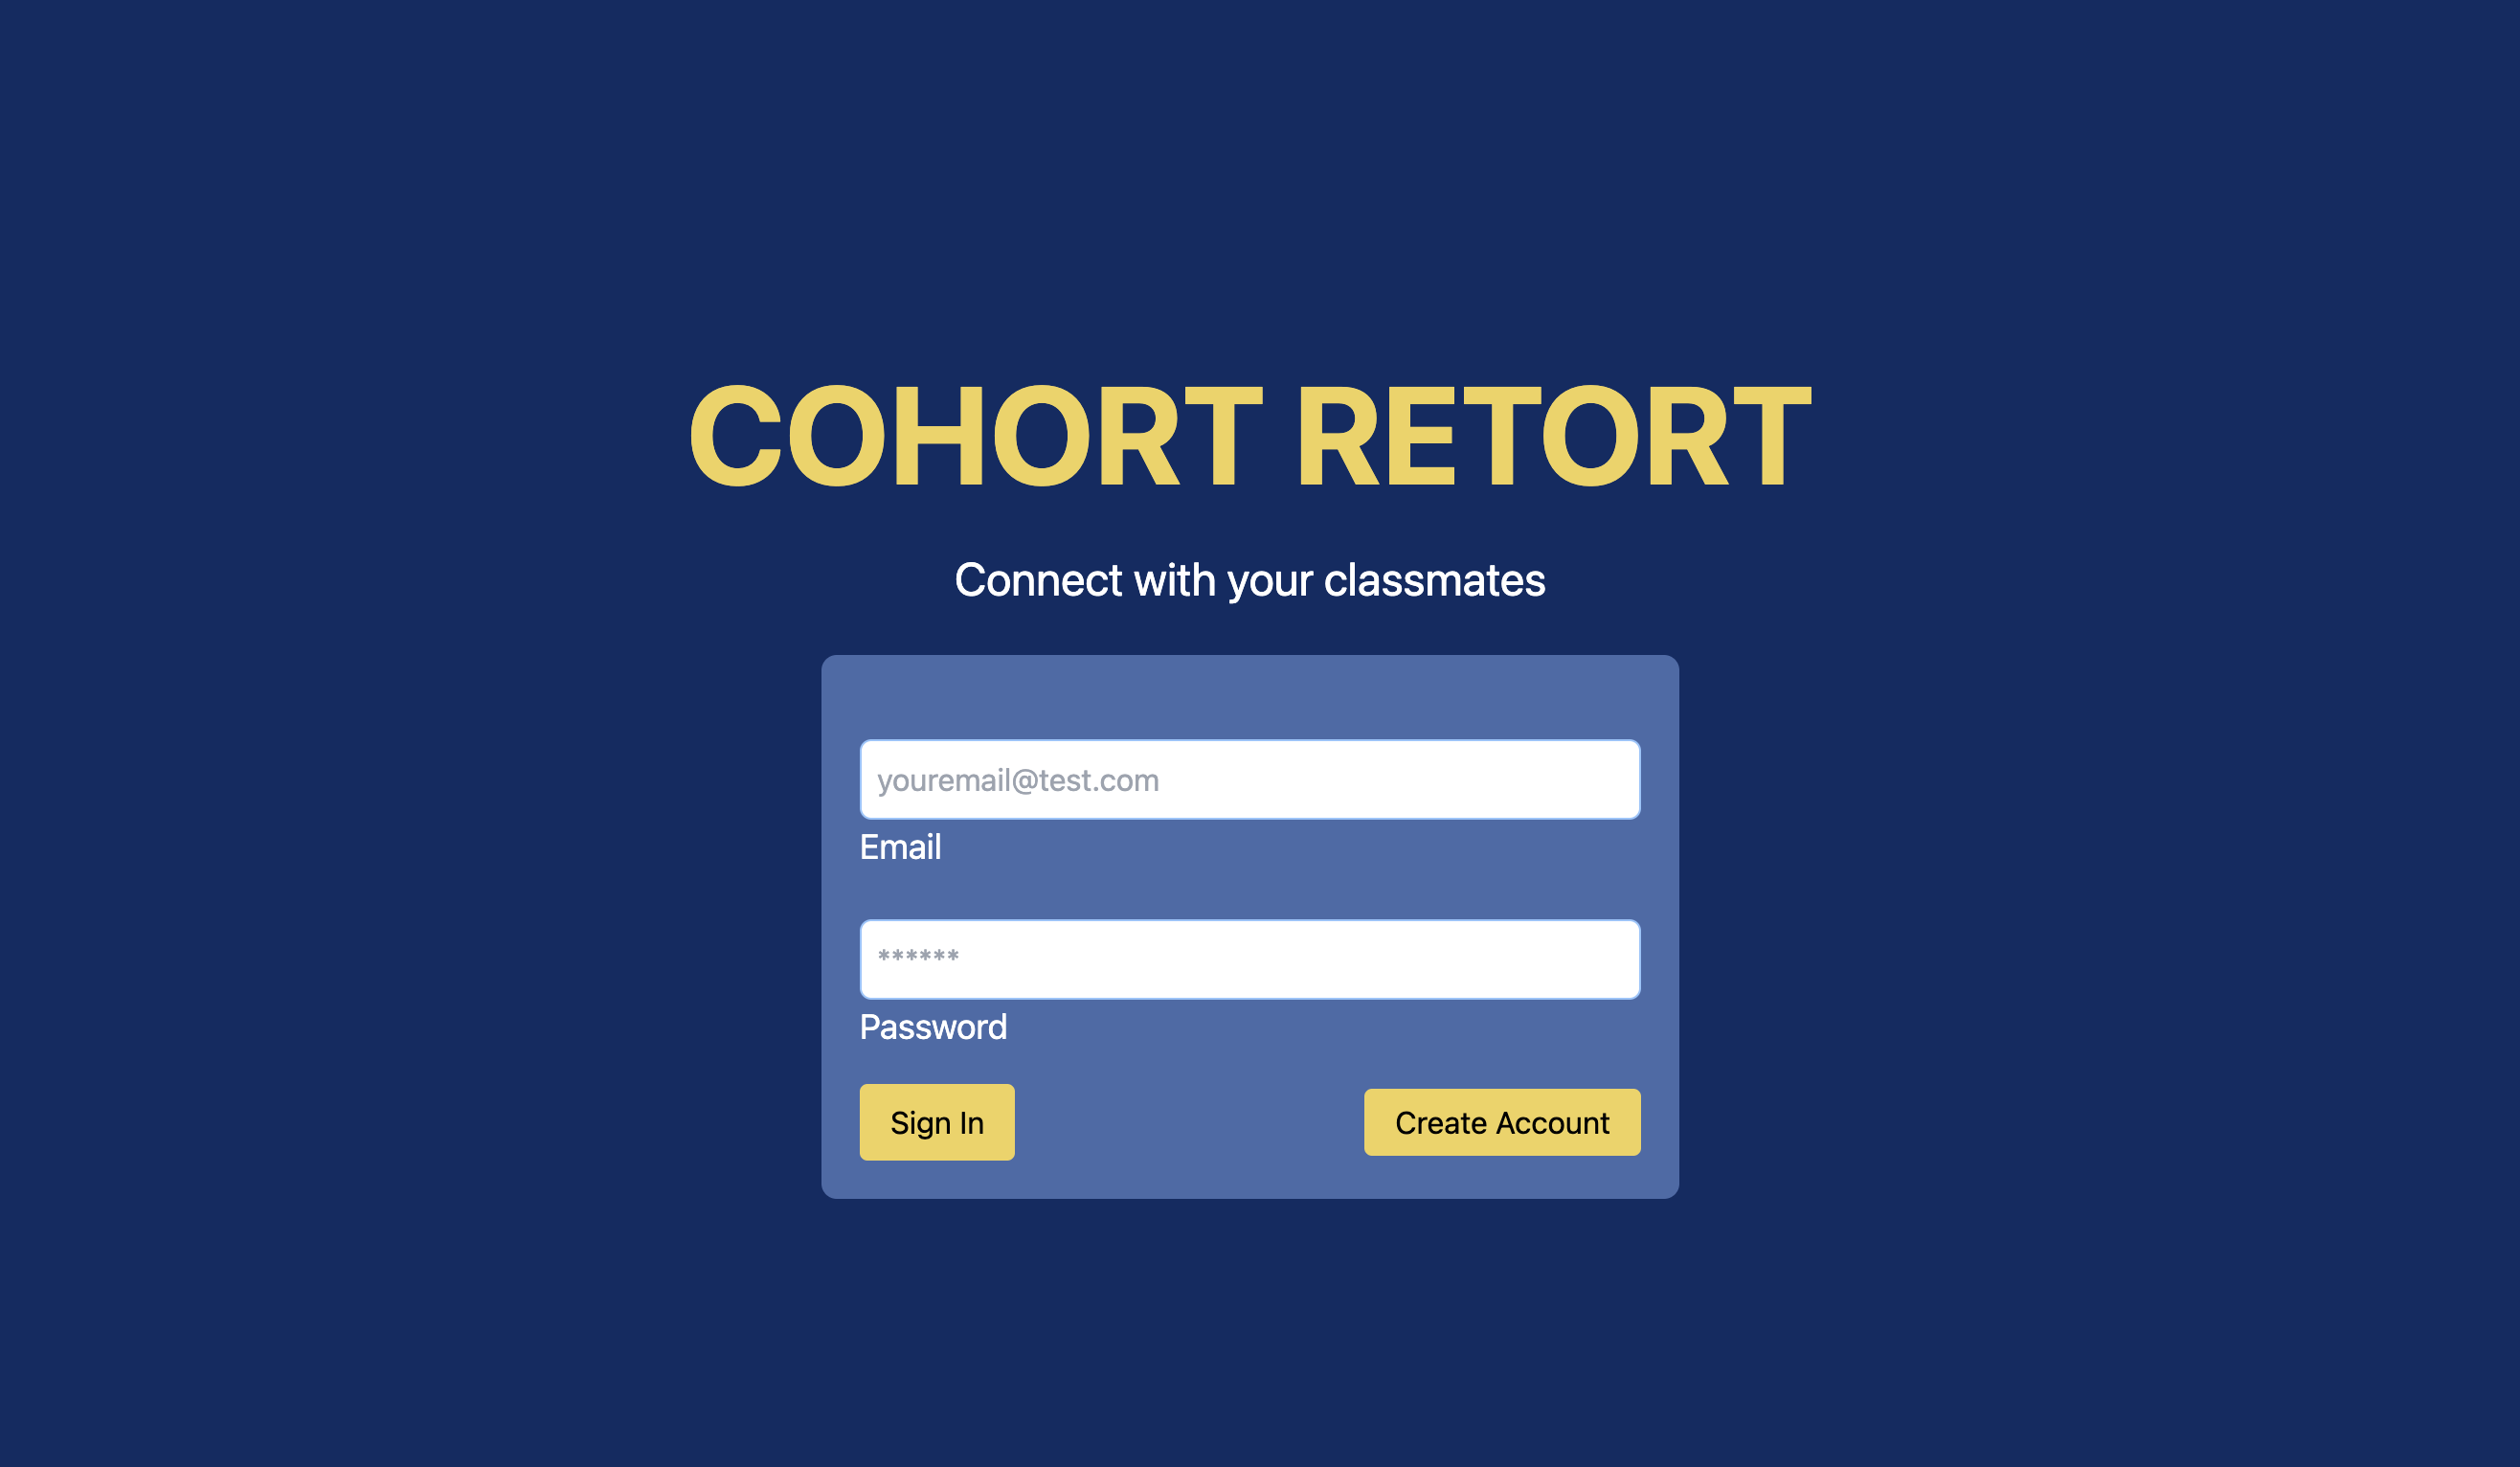 COHORT RETORT
Connect with your classmates
youremail@test.com
Email
******
Password
Sign In
Create Account